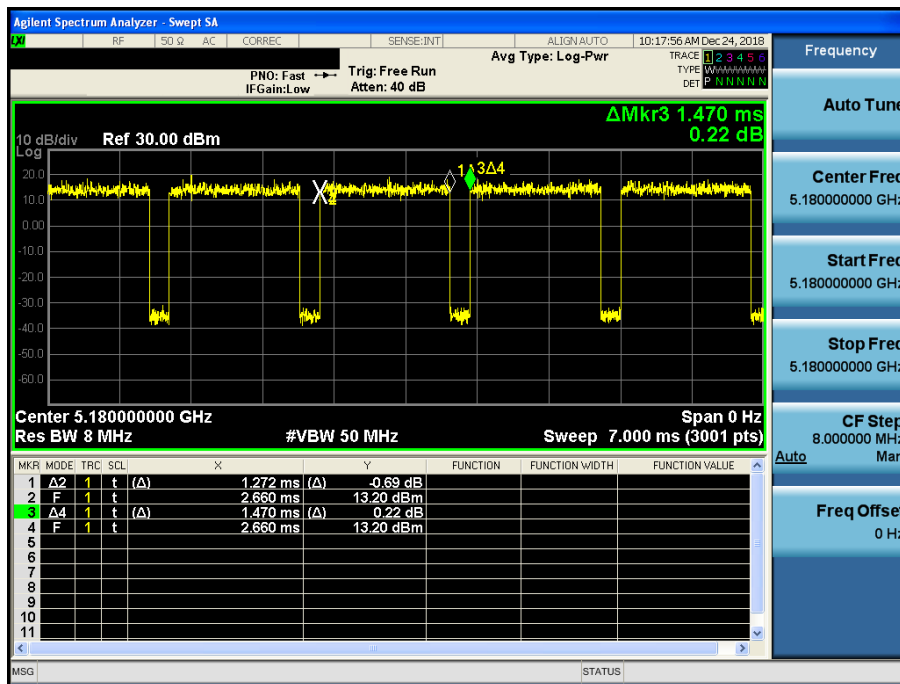 Agilent Spectrum Analyzer - Swept SA
LXI RF 50 Ω AC CORREC SENSE:INT ALIGN AUTO 10:17:56 AM Dec 24, 2018
Avg Type: Log-Pwr TRACE 1 2 3 4 5 6
PNO: Fast Trig: Free Run TYPE WWWWWW
IFGain:Low Atten: 40 dB DET P N N N N N
ΔMkr3 1.470 ms
0.22 dB
10 dB/div Ref 30.00 dBm
Log
20.0
10.0
0.00
-10.0
-20.0
-30.0
-40.0
-50.0
-60.0
3Δ4
Center 5.180000000 GHz Span 0 Hz
Res BW 8 MHz #VBW 50 MHz Sweep 7.000 ms (3001 pts)
MKR MODE TRC SCL X Y FUNCTION FUNCTION WIDTH FUNCTION VALUE
1 Δ2 1 t (Δ) 1.272 ms (Δ) -0.69 dB
2 F 1 t 2.660 ms 13.20 dBm
3 Δ4 1 t (Δ) 1.470 ms (Δ) 0.22 dB
4 F 1 t 2.660 ms 13.20 dBm
5
6
7
8
9
10
11
MSG STATUS
Frequency
Auto Tune
Center Freq
5.180000000 GHz
Start Freq
5.180000000 GHz
Stop Freq
5.180000000 GHz
CF Step
8.000000 MHz
Auto Man
Freq Offset
0 Hz